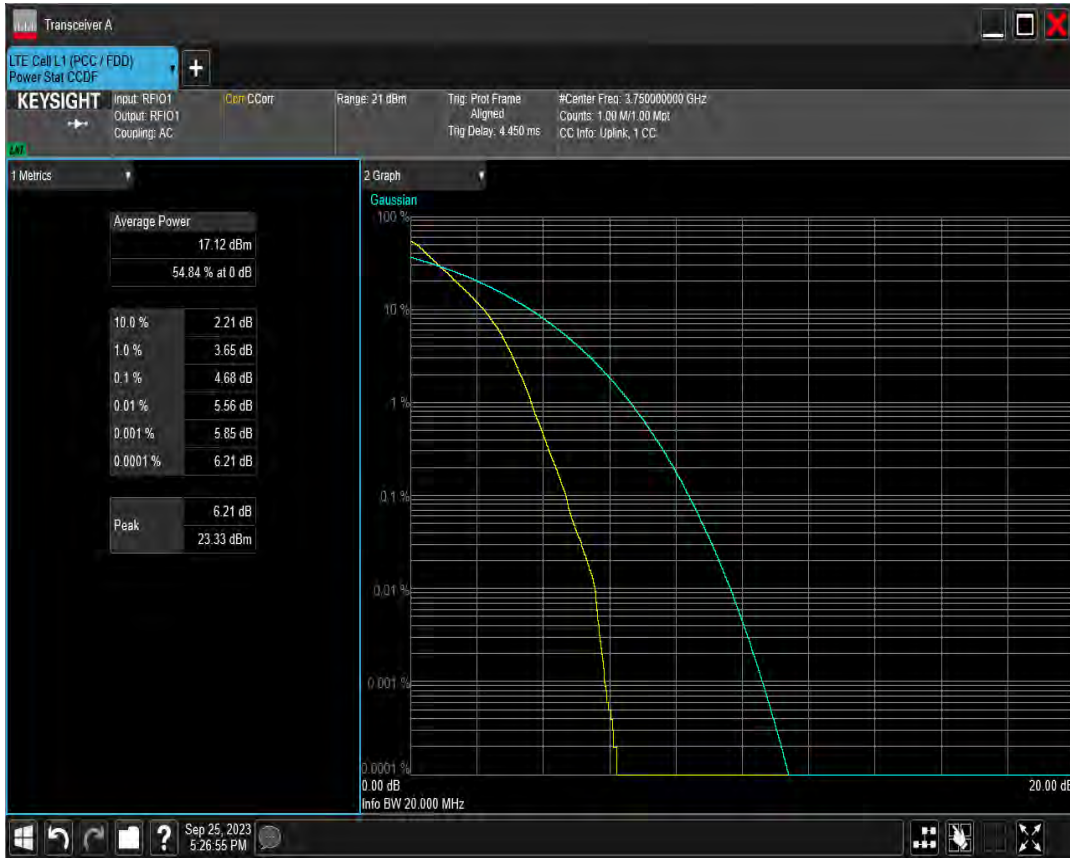 Transceiver A
LTE Cell L1 (PCC / FDD)
Power Stat CCDF
+
KEYSIGHT
Input: RFIO1
Output: RFIO1
Coupling: AC
Corr CCorr
Range: 21 dBm
Trig: Prot Frame
Aligned
Trig Delay: 4.450 ms
#Center Freq: 3.750000000 GHz
Counts: 1.00 M/1.00 Mpt
CC Info: Uplink, 1 CC
1 Metrics
Average Power
17.12 dBm
54.84 % at 0 dB
10.0 % 2.21 dB
1.0 % 3.65 dB
0.1 % 4.68 dB
0.01 % 5.56 dB
0.001 % 5.85 dB
0.0001 % 6.21 dB
Peak
6.21 dB
23.33 dBm
2 Graph
Gaussian
100 %
10 %
1 %
0.1 %
0.01 %
0.001 %
0.0001 %
0.00 dB
20.00 dB
Info BW 20.000 MHz
?
Sep 25, 2023
5:26:55 PM